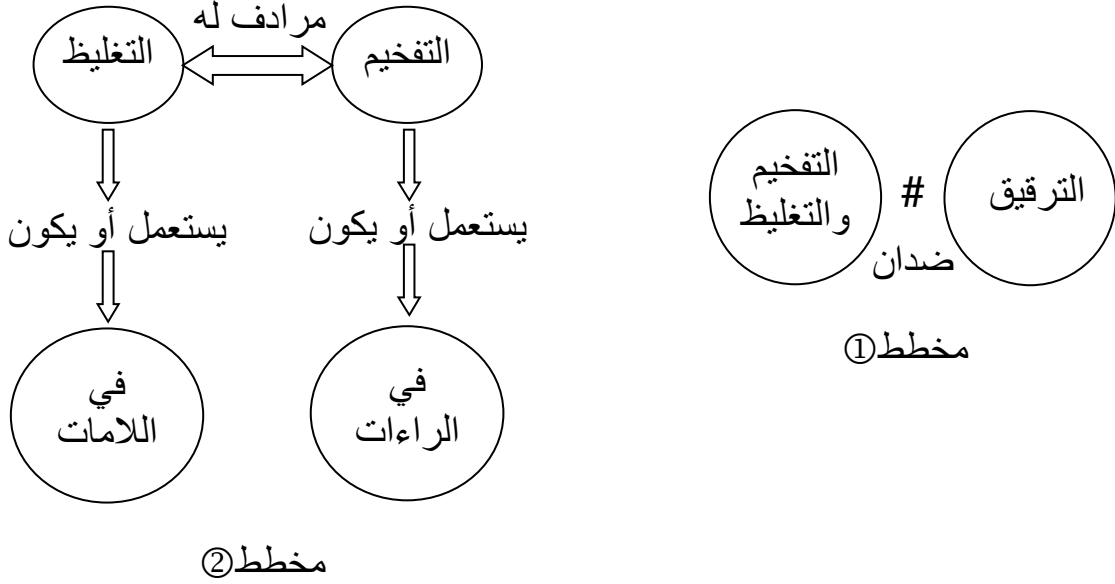 الترقيق
#
ضدان
التفخيم
والتغليظ
مخطط①
مرادف له
التفخيم
يستعمل أو يكون
في
الراءات
التغليظ
يستعمل أو يكون
في
اللامات
مخطط②